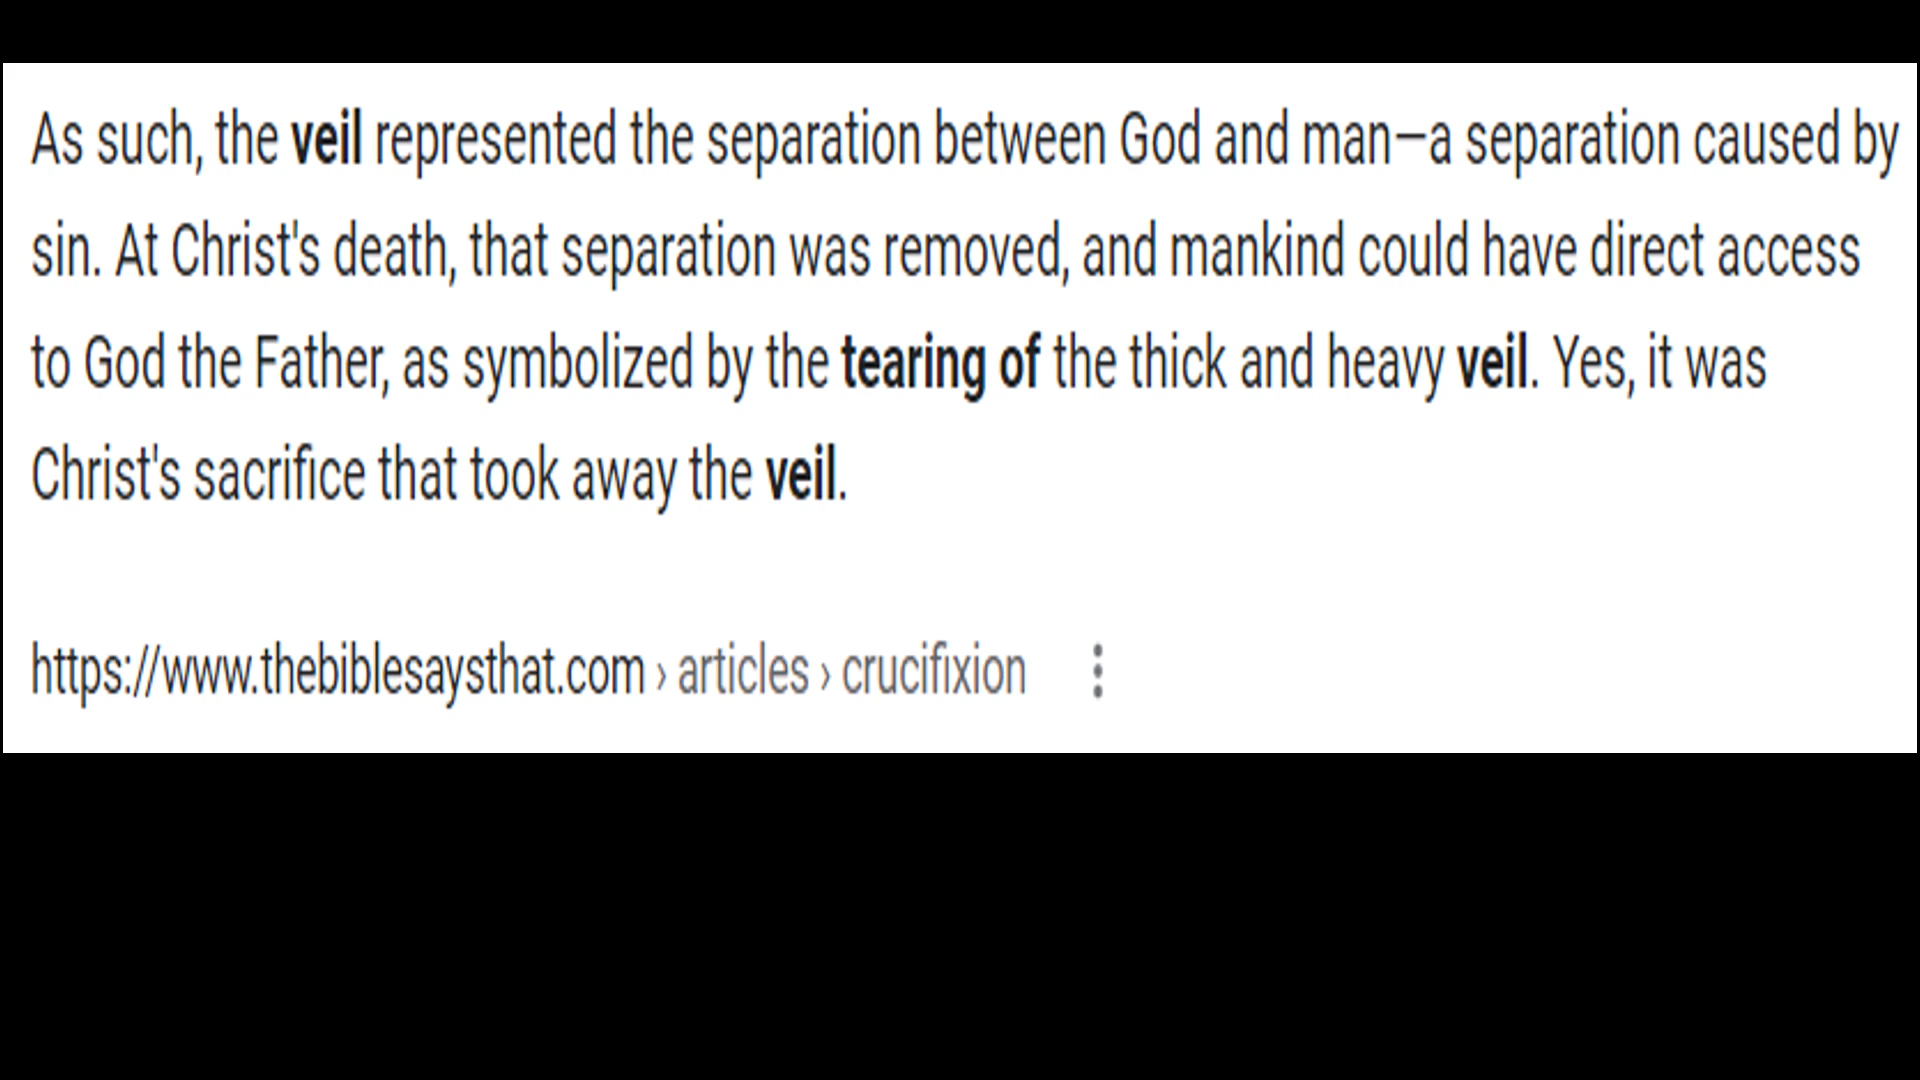 As such, the veil represented the separation between God and man—a separation caused by
sin. At Christ's death, that separation was removed, and mankind could have direct access
to God the Father, as symbolized by the tearing of the thick and heavy veil. Yes, it was
Christ's sacrifice that took away the veil.
https://www.thebiblesaysthat.com › articles › crucifixion